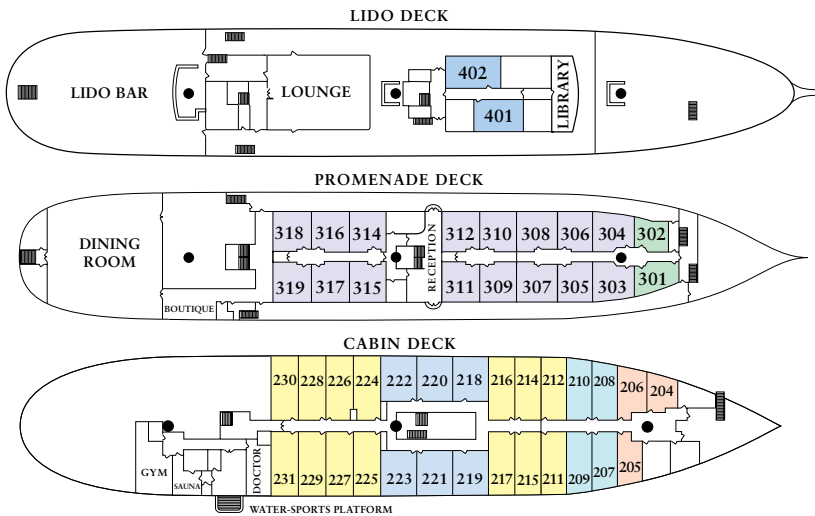 LIDO DECK
402
LIDO BAR
LOUNGE
LIBRARY
401
PROMENADE DECK
318 316 314 312 310 308 306 304 302
DINING
ROOM
RECEPTION
319 317 315 311 309 307 305 303 301
BOUTIQUE
CABIN DECK
230 228 226 224 222 220 218 216 214 212 210 208 206 204
GYM
SAUNA
DOCTOR
231 229 227 225 223 221 219 217 215 211 209 207 205
WATER-SPORTS PLATFORM